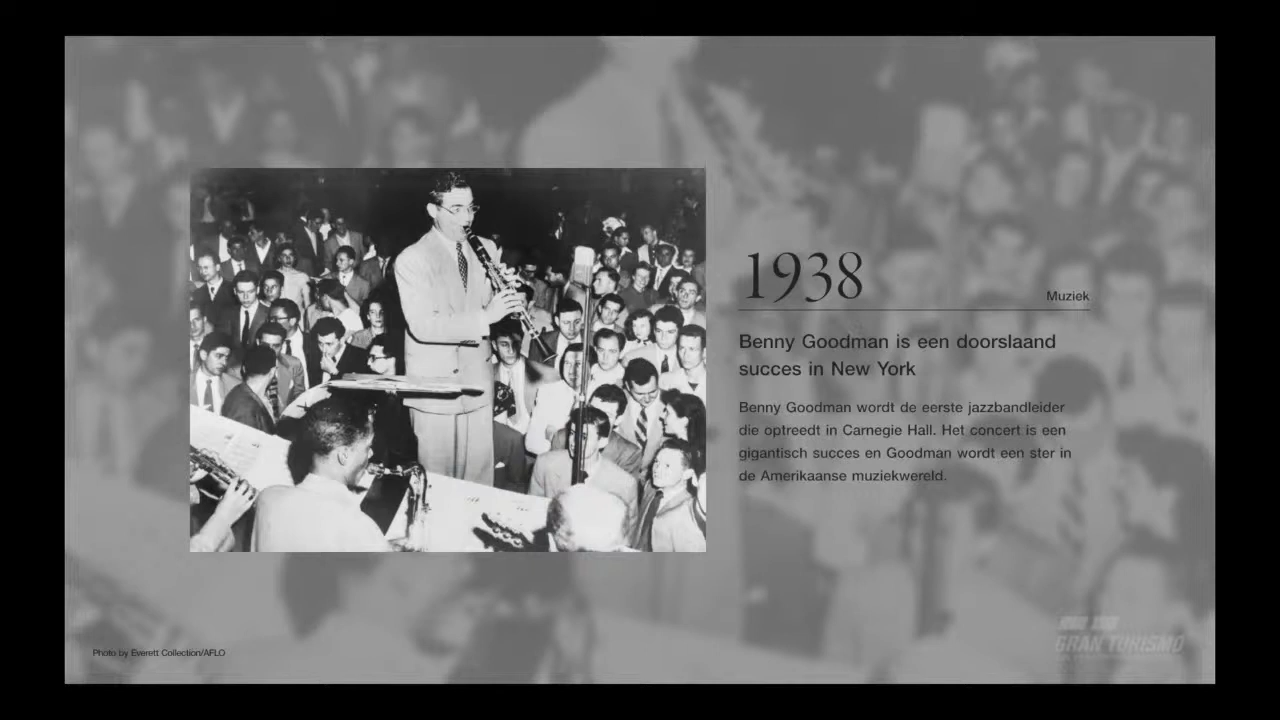 1938
Muziek
Benny Goodman is een doorslaand
succes in New York
Benny Goodman wordt de eerste jazzbandleider
die optreedt in Carnegie Hall. Het concert is een
gigantisch succes en Goodman wordt een ster in
de Amerikaanse muziekwereld.
Photo by Everett Collection/AFLO
GRAN TURISMO